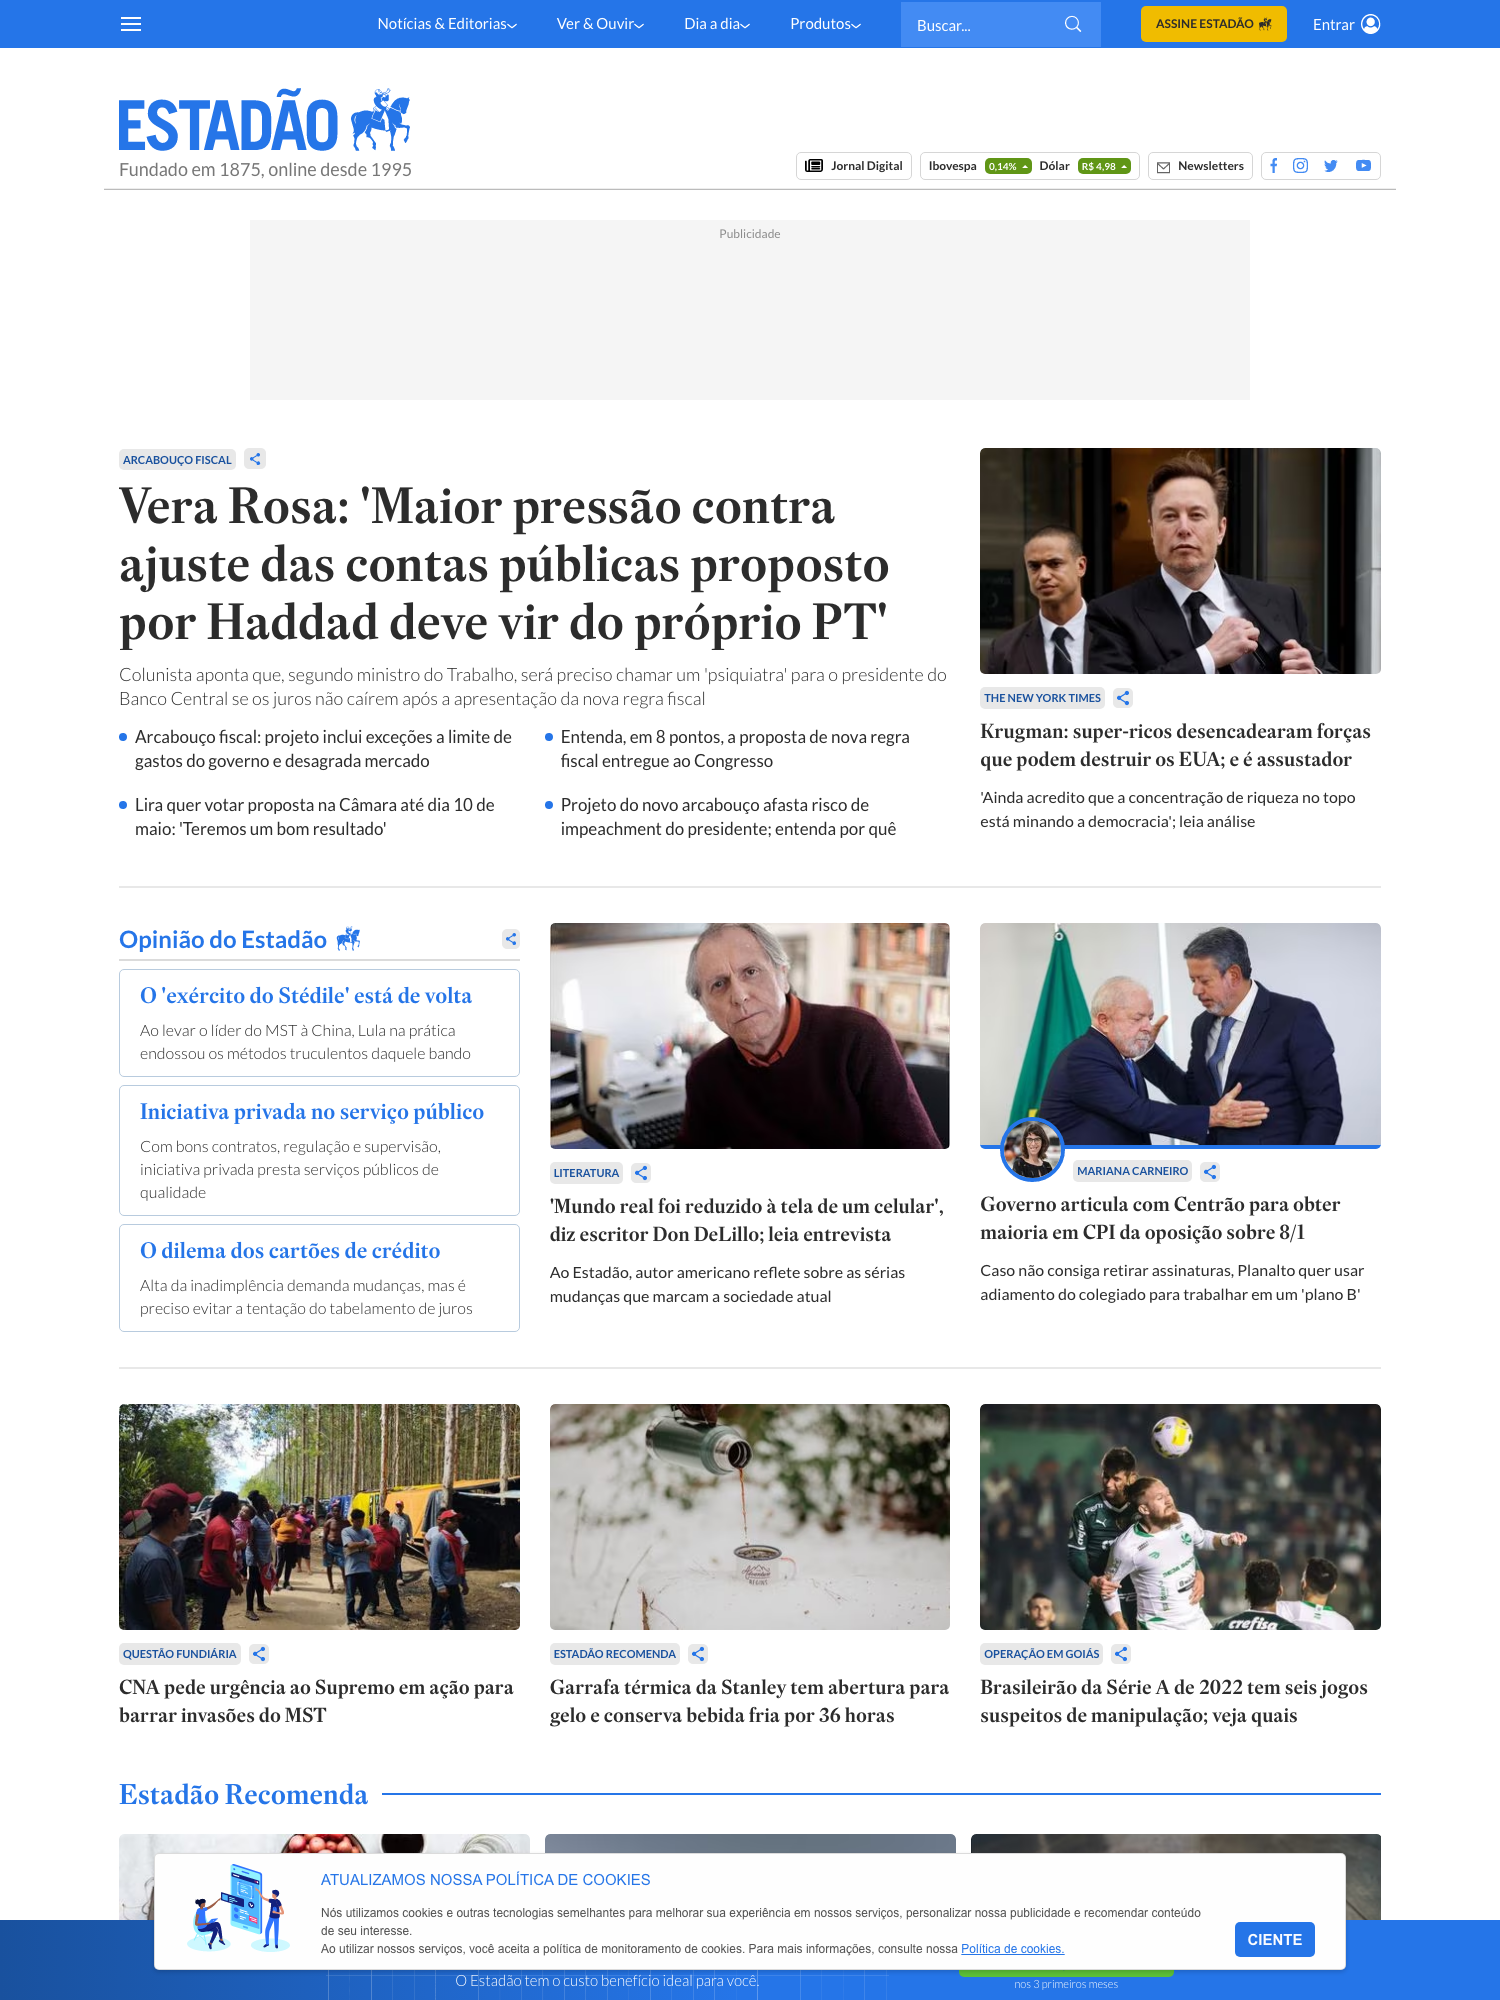 Notícias & Editorias
Ver & Ouvir
Dia a dia
Produtos
Buscar...
ASSINE ESTADÃO
Entrar
ESTADÃO
Fundado em 1875, online desde 1995
Jornal Digital
Ibovespa 0,14% Dólar R$ 4,98
Newsletters
Publicidade
ARCABOUÇO FISCAL
Vera Rosa: 'Maior pressão contra
ajuste das contas públicas proposto
por Haddad deve vir do próprio PT'
Colunista aponta que, segundo ministro do Trabalho, será preciso chamar um 'psiquiatra' para o presidente do
Banco Central se os juros não caírem após a apresentação da nova regra fiscal
Arcabouço fiscal: projeto inclui exceções a limite de
gastos do governo e desagrada mercado
Entenda, em 8 pontos, a proposta de nova regra
fiscal entregue ao Congresso
Lira quer votar proposta na Câmara até dia 10 de
maio: 'Teremos um bom resultado'
Projeto do novo arcabouço afasta risco de
impeachment do presidente; entenda por quê
THE NEW YORK TIMES
Krugman: super-ricos desencadearam forças
que podem destruir os EUA; e é assustador
'Ainda acredito que a concentração de riqueza no topo
está minando a democracia'; leia análise
Opinião do Estadão
O 'exército do Stédile' está de volta
Ao levar o líder do MST à China, Lula na prática
endossou os métodos truculentos daquele bando
Iniciativa privada no serviço público
Com bons contratos, regulação e supervisão,
iniciativa privada presta serviços públicos de
qualidade
O dilema dos cartões de crédito
Alta da inadimplência demanda mudanças, mas é
preciso evitar a tentação do tabelamento de juros
LITERATURA
'Mundo real foi reduzido à tela de um celular',
diz escritor Don DeLillo; leia entrevista
Ao Estadão, autor americano reflete sobre as sérias
mudanças que marcam a sociedade atual
MARIANA CARNEIRO
Governo articula com Centrão para obter
maioria em CPI da oposição sobre 8/1
Caso não consiga retirar assinaturas, Planalto quer usar
adiamento do colegiado para trabalhar em um 'plano B'
QUESTÃO FUNDIÁRIA
CNA pede urgência ao Supremo em ação para
barrar invasões do MST
ESTADÃO RECOMENDA
Garrafa térmica da Stanley tem abertura para
gelo e conserva bebida fria por 36 horas
crefisa
OPERAÇÃO EM GOIÁS
Brasileirão da Série A de 2022 tem seis jogos
suspeitos de manipulação; veja quais
Estadão Recomenda
ATUALIZAMOS NOSSA POLÍTICA DE COOKIES
Nós utilizamos cookies e outras tecnologias semelhantes para melhorar sua experiência em nossos serviços, personalizar nossa publicidade e recomendar conteúdo
de seu interesse.
Ao utilizar nossos serviços, você aceita a política de monitoramento de cookies. Para mais informações, consulte nossa Política de cookies.
CIENTE
O Estadão tem o custo benefício ideal para você.
nos 3 primeiros meses